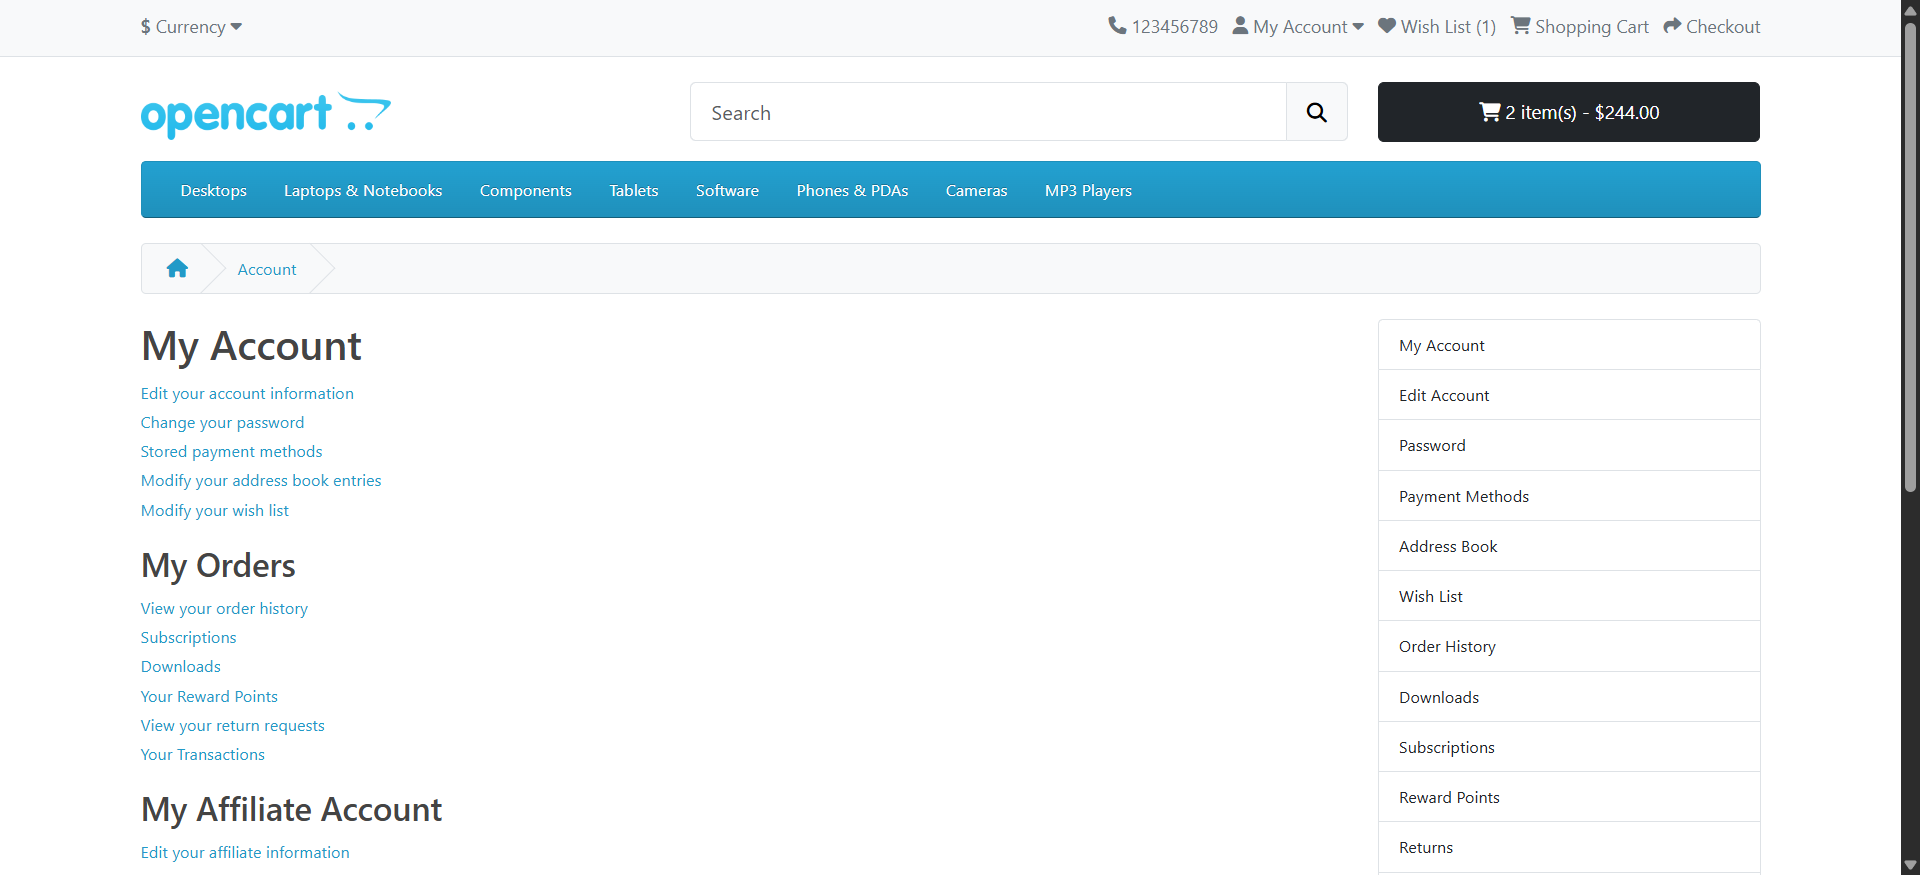 $ Currency
123456789 My Account Wish List (1) Shopping Cart Checkout
opencart
Search
2 item(s) - $244.00
Desktops Laptops & Notebooks Components Tablets Software Phones & PDAs Cameras MP3 Players
Account
My Account
Edit your account information
Change your password
Stored payment methods
Modify your address book entries
Modify your wish list
My Orders
View your order history
Subscriptions
Downloads
Your Reward Points
View your return requests
Your Transactions
My Affiliate Account
Edit your affiliate information
My Account
Edit Account
Password
Payment Methods
Address Book
Wish List
Order History
Downloads
Subscriptions
Reward Points
Returns